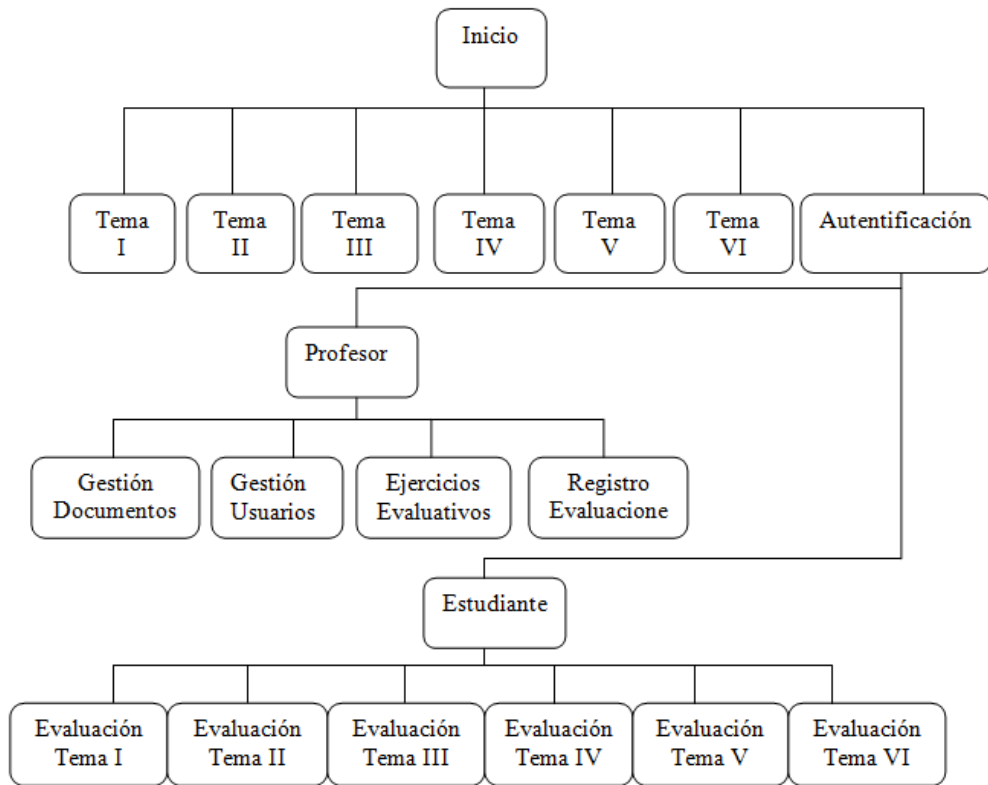 Inicio
Tema
I
Tema
II
Tema
III
Tema
IV
Tema
V
Tema
VI
Autentificación
Profesor
Gestión
Documentos
Gestión
Usuarios
Ejercicios
Evaluativos
Registro
Evaluacione
Estudiante
Evaluación
Tema I
Evaluación
Tema II
Evaluación
Tema III
Evaluación
Tema IV
Evaluación
Tema V
Evaluación
Tema VI